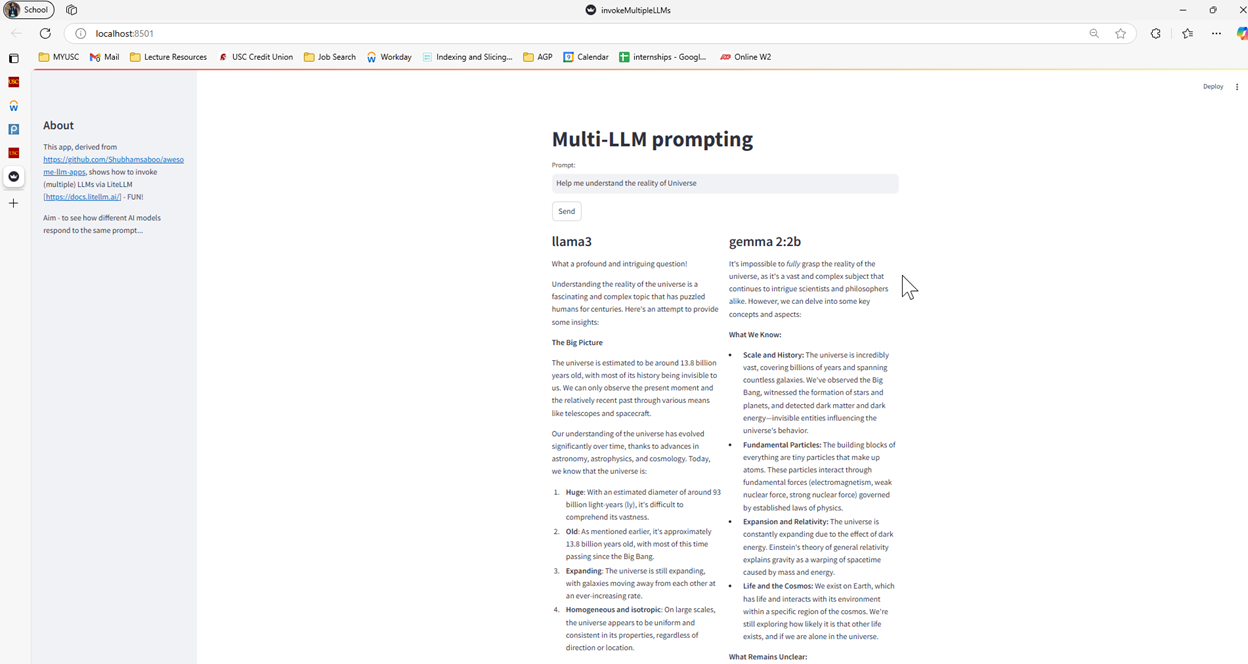 School
invokeMultipleLLMs
localhost:8501
MYUSC
Mail
Lecture Resources
USC Credit Union
Job Search
Workday
Indexing and Slicing...
AGP
Calendar
internships - Googl...
Online W2
USC
USC
Deploy
About
This app, derived from
https://github.com/Shubhamsaboo/aweso
me-llm-apps, shows how to invoke
(multiple) LLMs via LiteLLM
[https://docs.litellm.ai/] - FUN!
Aim - to see how different AI models
respond to the same prompt...
Multi-LLM prompting
Prompt:
Help me understand the reality of Universe
Send
llama3
What a profound and intriguing question!
Understanding the reality of the universe is a
fascinating and complex topic that has puzzled
humans for centuries. Here's an attempt to provide
some insights:
The Big Picture
The universe is estimated to be around 13.8 billion
years old, with most of its history being invisible to
us. We can only observe the present moment and
the relatively recent past through various means
like telescopes and spacecraft.
Our understanding of the universe has evolved
significantly over time, thanks to advances in
astronomy, astrophysics, and cosmology. Today,
we know that the universe is:
1. Huge: With an estimated diameter of around 93
billion light-years (ly), it's difficult to
comprehend its vastness.
2. Old: As mentioned earlier, it's approximately
13.8 billion years old, with most of this time
passing since the Big Bang.
3. Expanding: The universe is still expanding,
with galaxies moving away from each other at
an ever-increasing rate.
4. Homogeneous and isotropic: On large scales,
the universe appears to be uniform and
consistent in its properties, regardless of
direction or location.
gemma 2:2b
It's impossible to fully grasp the reality of the
universe, as it's a vast and complex subject that
continues to intrigue scientists and philosophers
alike. However, we can delve into some key
concepts and aspects:
What We Know:
• Scale and History: The universe is incredibly
vast, covering billions of years and spanning
countless galaxies. We've observed the Big
Bang, witnessed the formation of stars and
planets, and detected dark matter and dark
energy—invisible entities influencing the
universe's behavior.
• Fundamental Particles: The building blocks of
everything are tiny particles that make up
atoms. These particles interact through
fundamental forces (electromagnetism, weak
nuclear force, strong nuclear force) governed
by established laws of physics.
• Expansion and Relativity: The universe is
constantly expanding due to the effect of dark
energy. Einstein's theory of general relativity
explains gravity as a warping of spacetime
caused by mass and energy.
• Life and the Cosmos: We exist on Earth, which
has life and interacts with its environment
within a specific region of the cosmos. We're
still exploring how likely it is that other life
exists, and if we are alone in the universe.
What Remains Unclear: